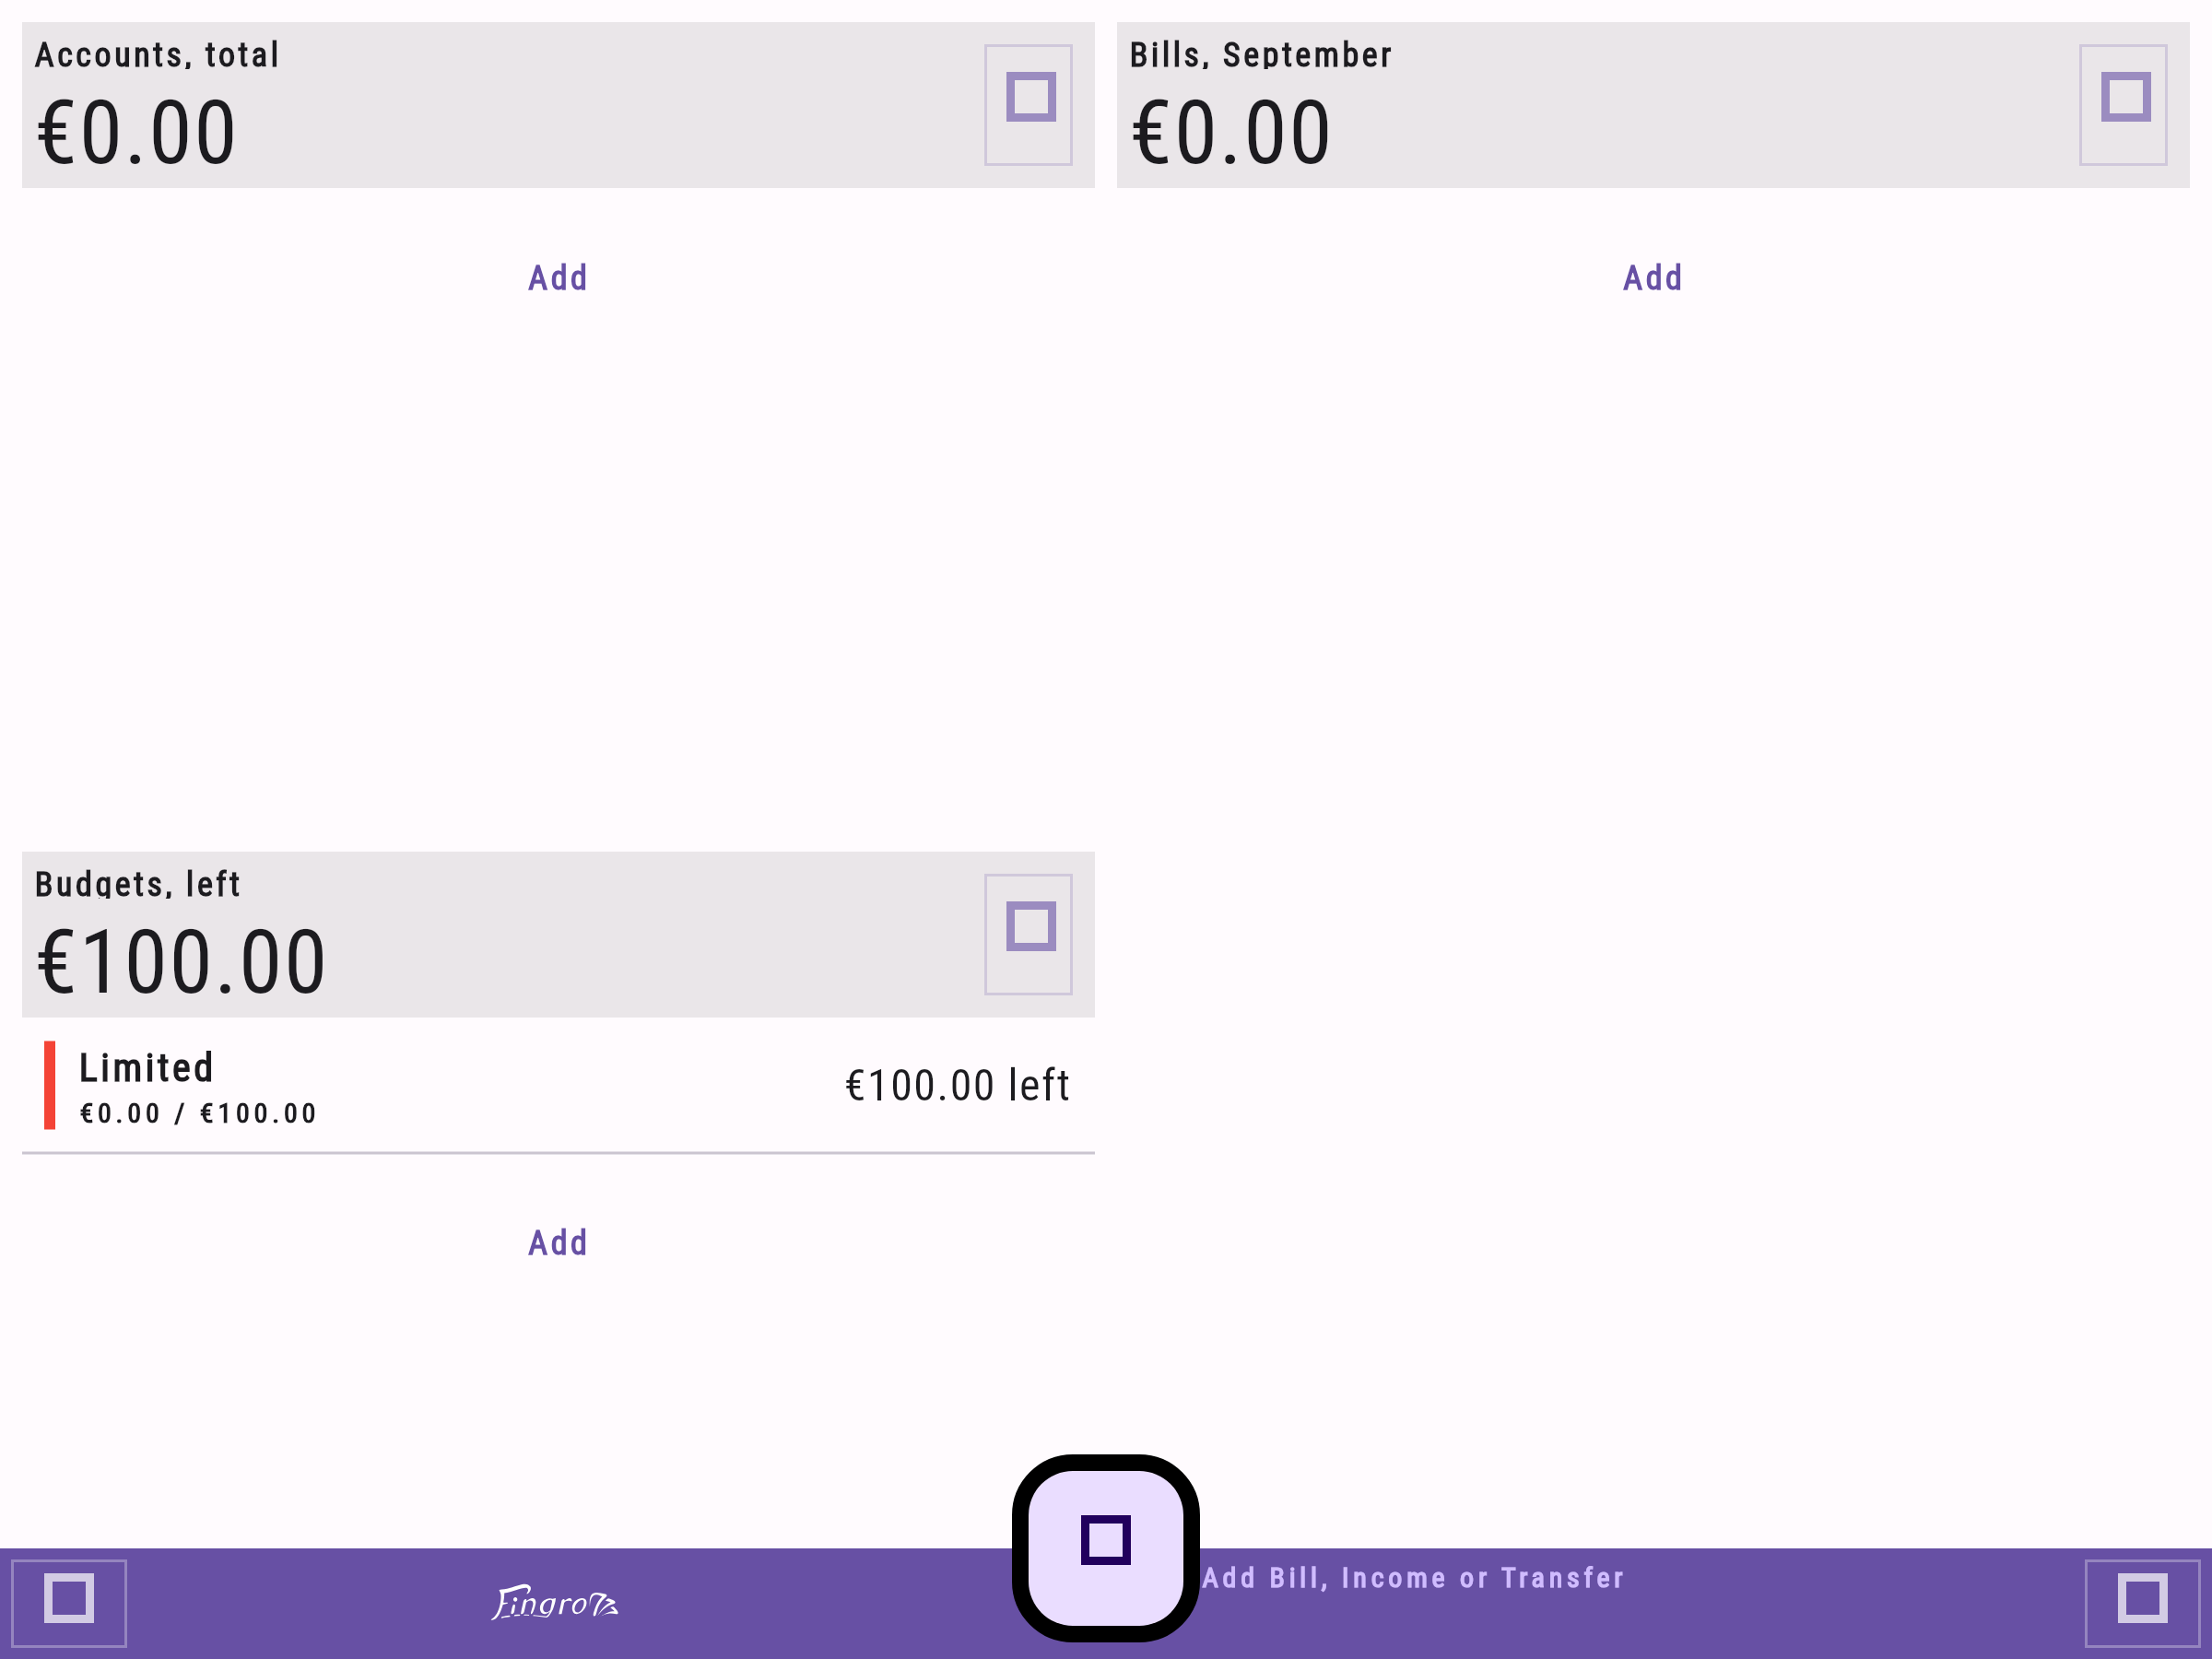 Accounts, total
€0.00
Add
Bills, September
€0.00
Add
Budgets, left
€100.00
Limited
€0.00 / €100.00
€100.00 left
Add
Add Bill, Income or Transfer